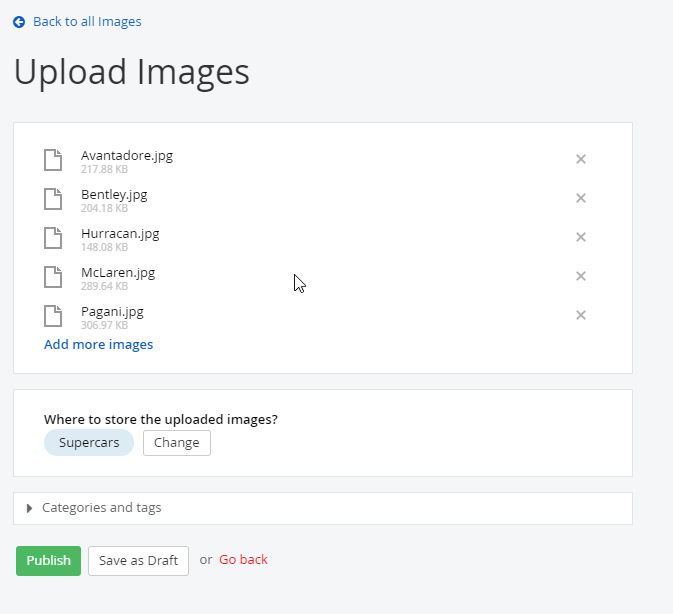 Back to all Images
Upload Images
Avantadore.jpg
217.88 KB
Bentley.jpg
204.18 KB
Hurracan.jpg
148.08 KB
McLaren.jpg
289.64 KB
Pagani.jpg
306.97 KB
Add more images
Where to store the uploaded images?
Supercars Change
Categories and tags
Publish Save as Draft or Go back